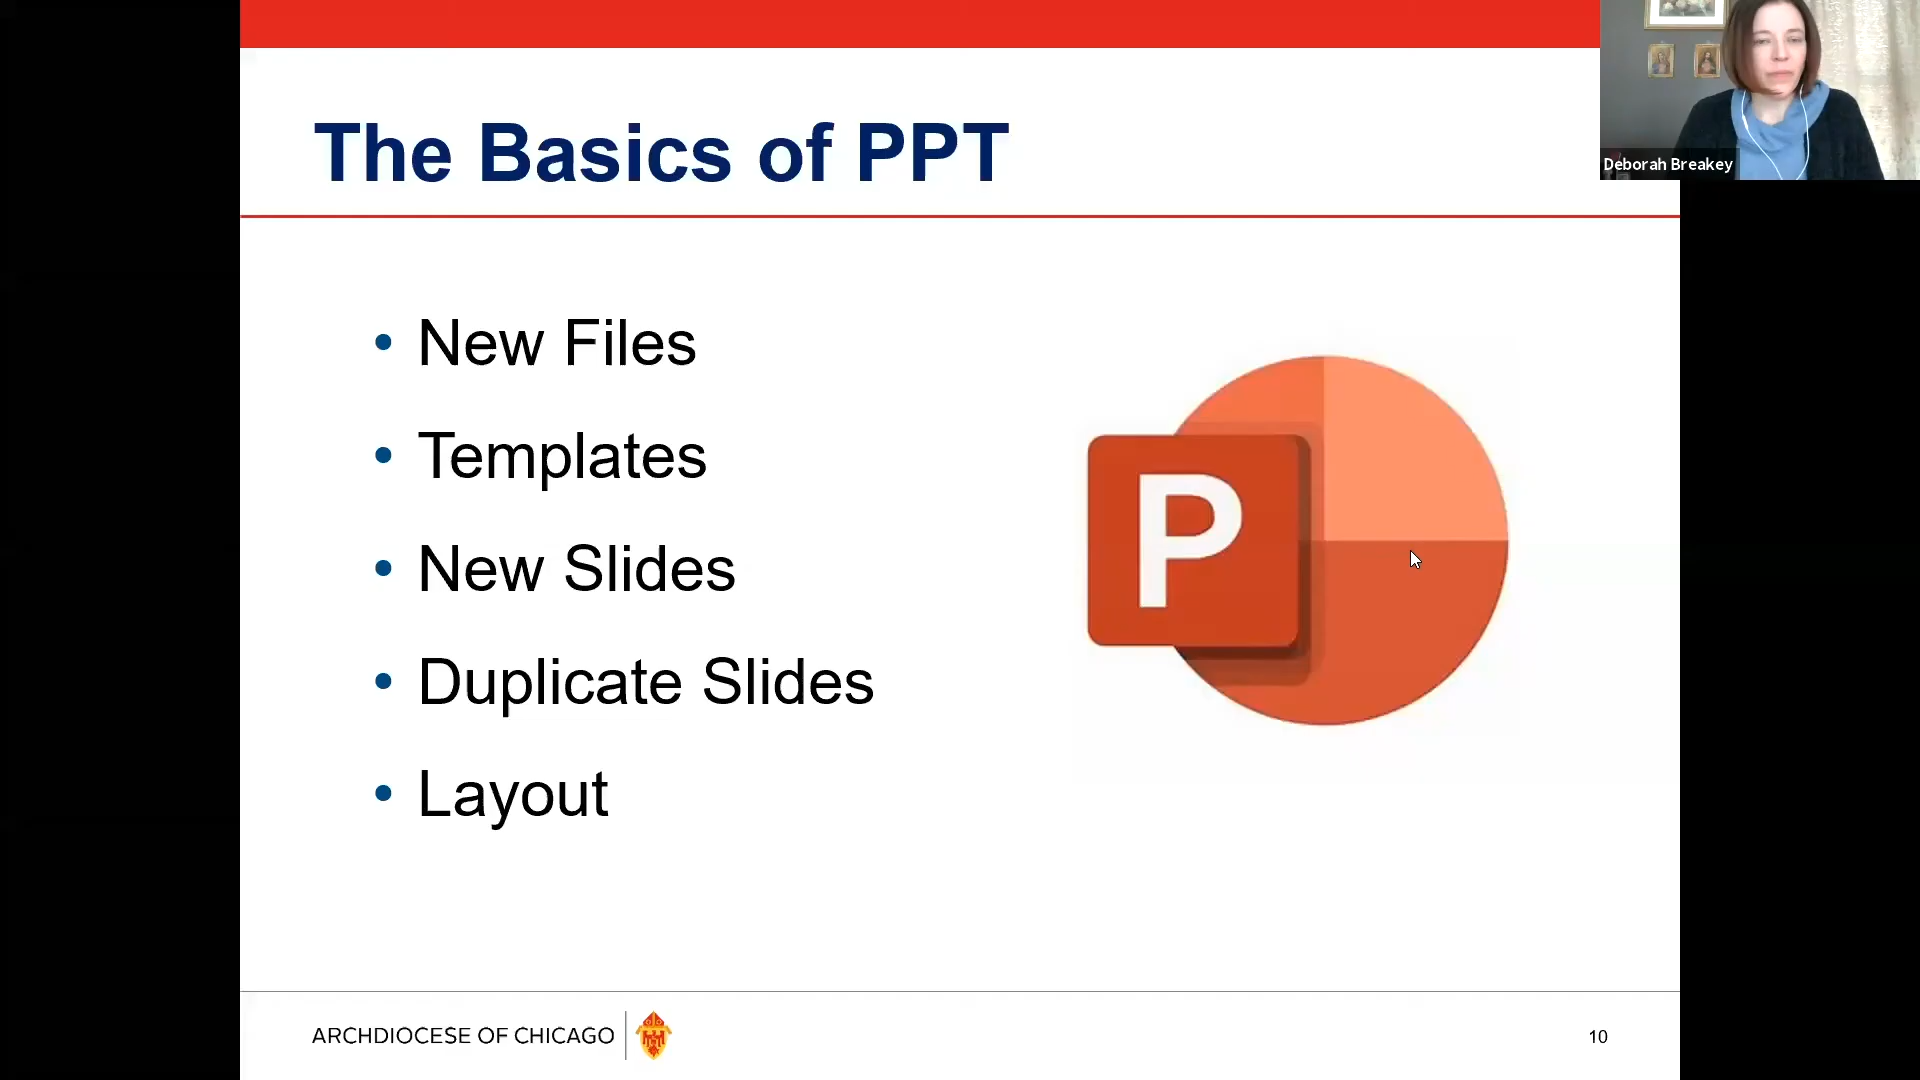 The Basics of PPT
Deborah Breakey
• New Files
• Templates
• New Slides
• Duplicate Slides
• Layout
P
ARCHDIOCESE OF CHICAGO
10